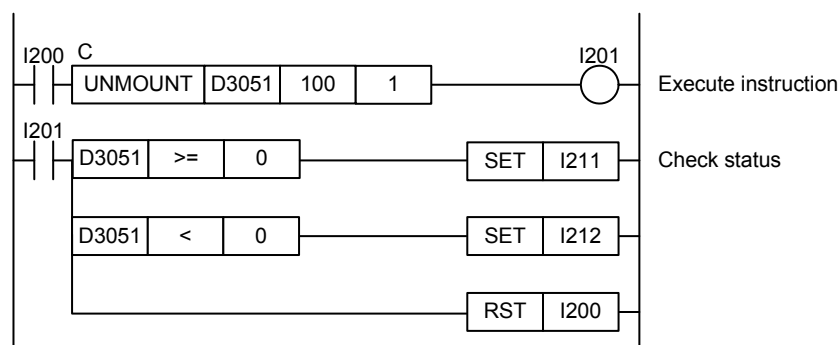 I200 C I201
UNMOUNT D3051 100 1 Execute instruction
I201
D3051 >= 0 SET I211 Check status
D3051 < 0 SET I212
RST I200